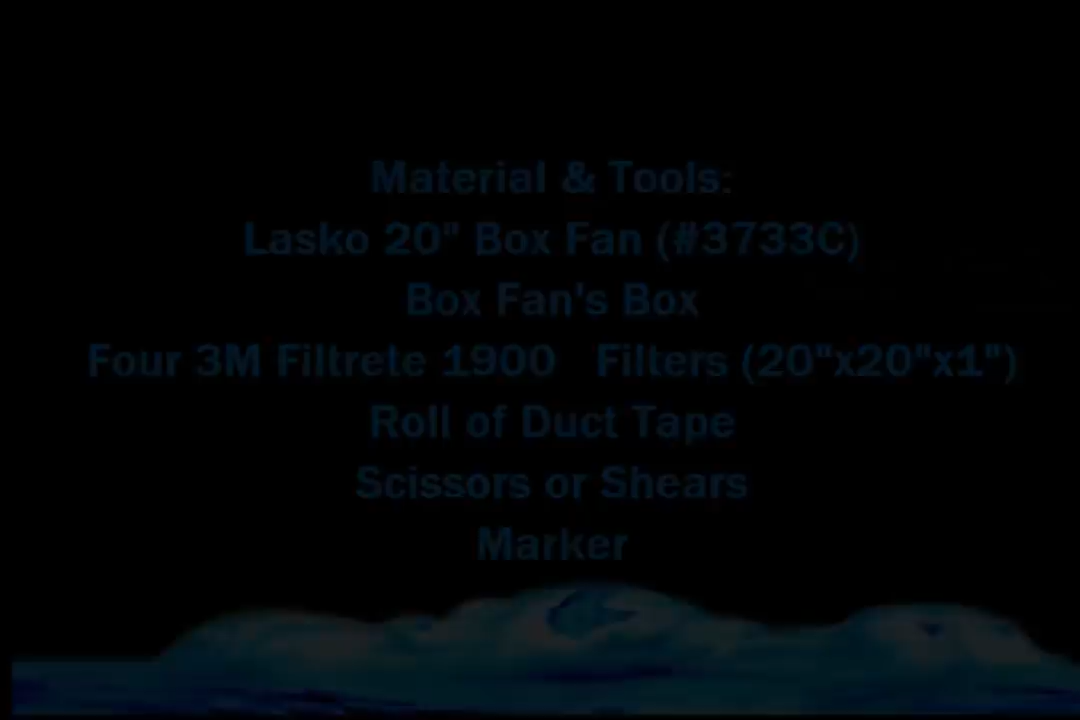 Material & Tools:
Lasko 20" Box Fan (#3733C)
Box Fan's Box
Four 3M Filtrete 1900 Filters (20"x20"x1")
Roll of Duct Tape
Scissors or Shears
Marker